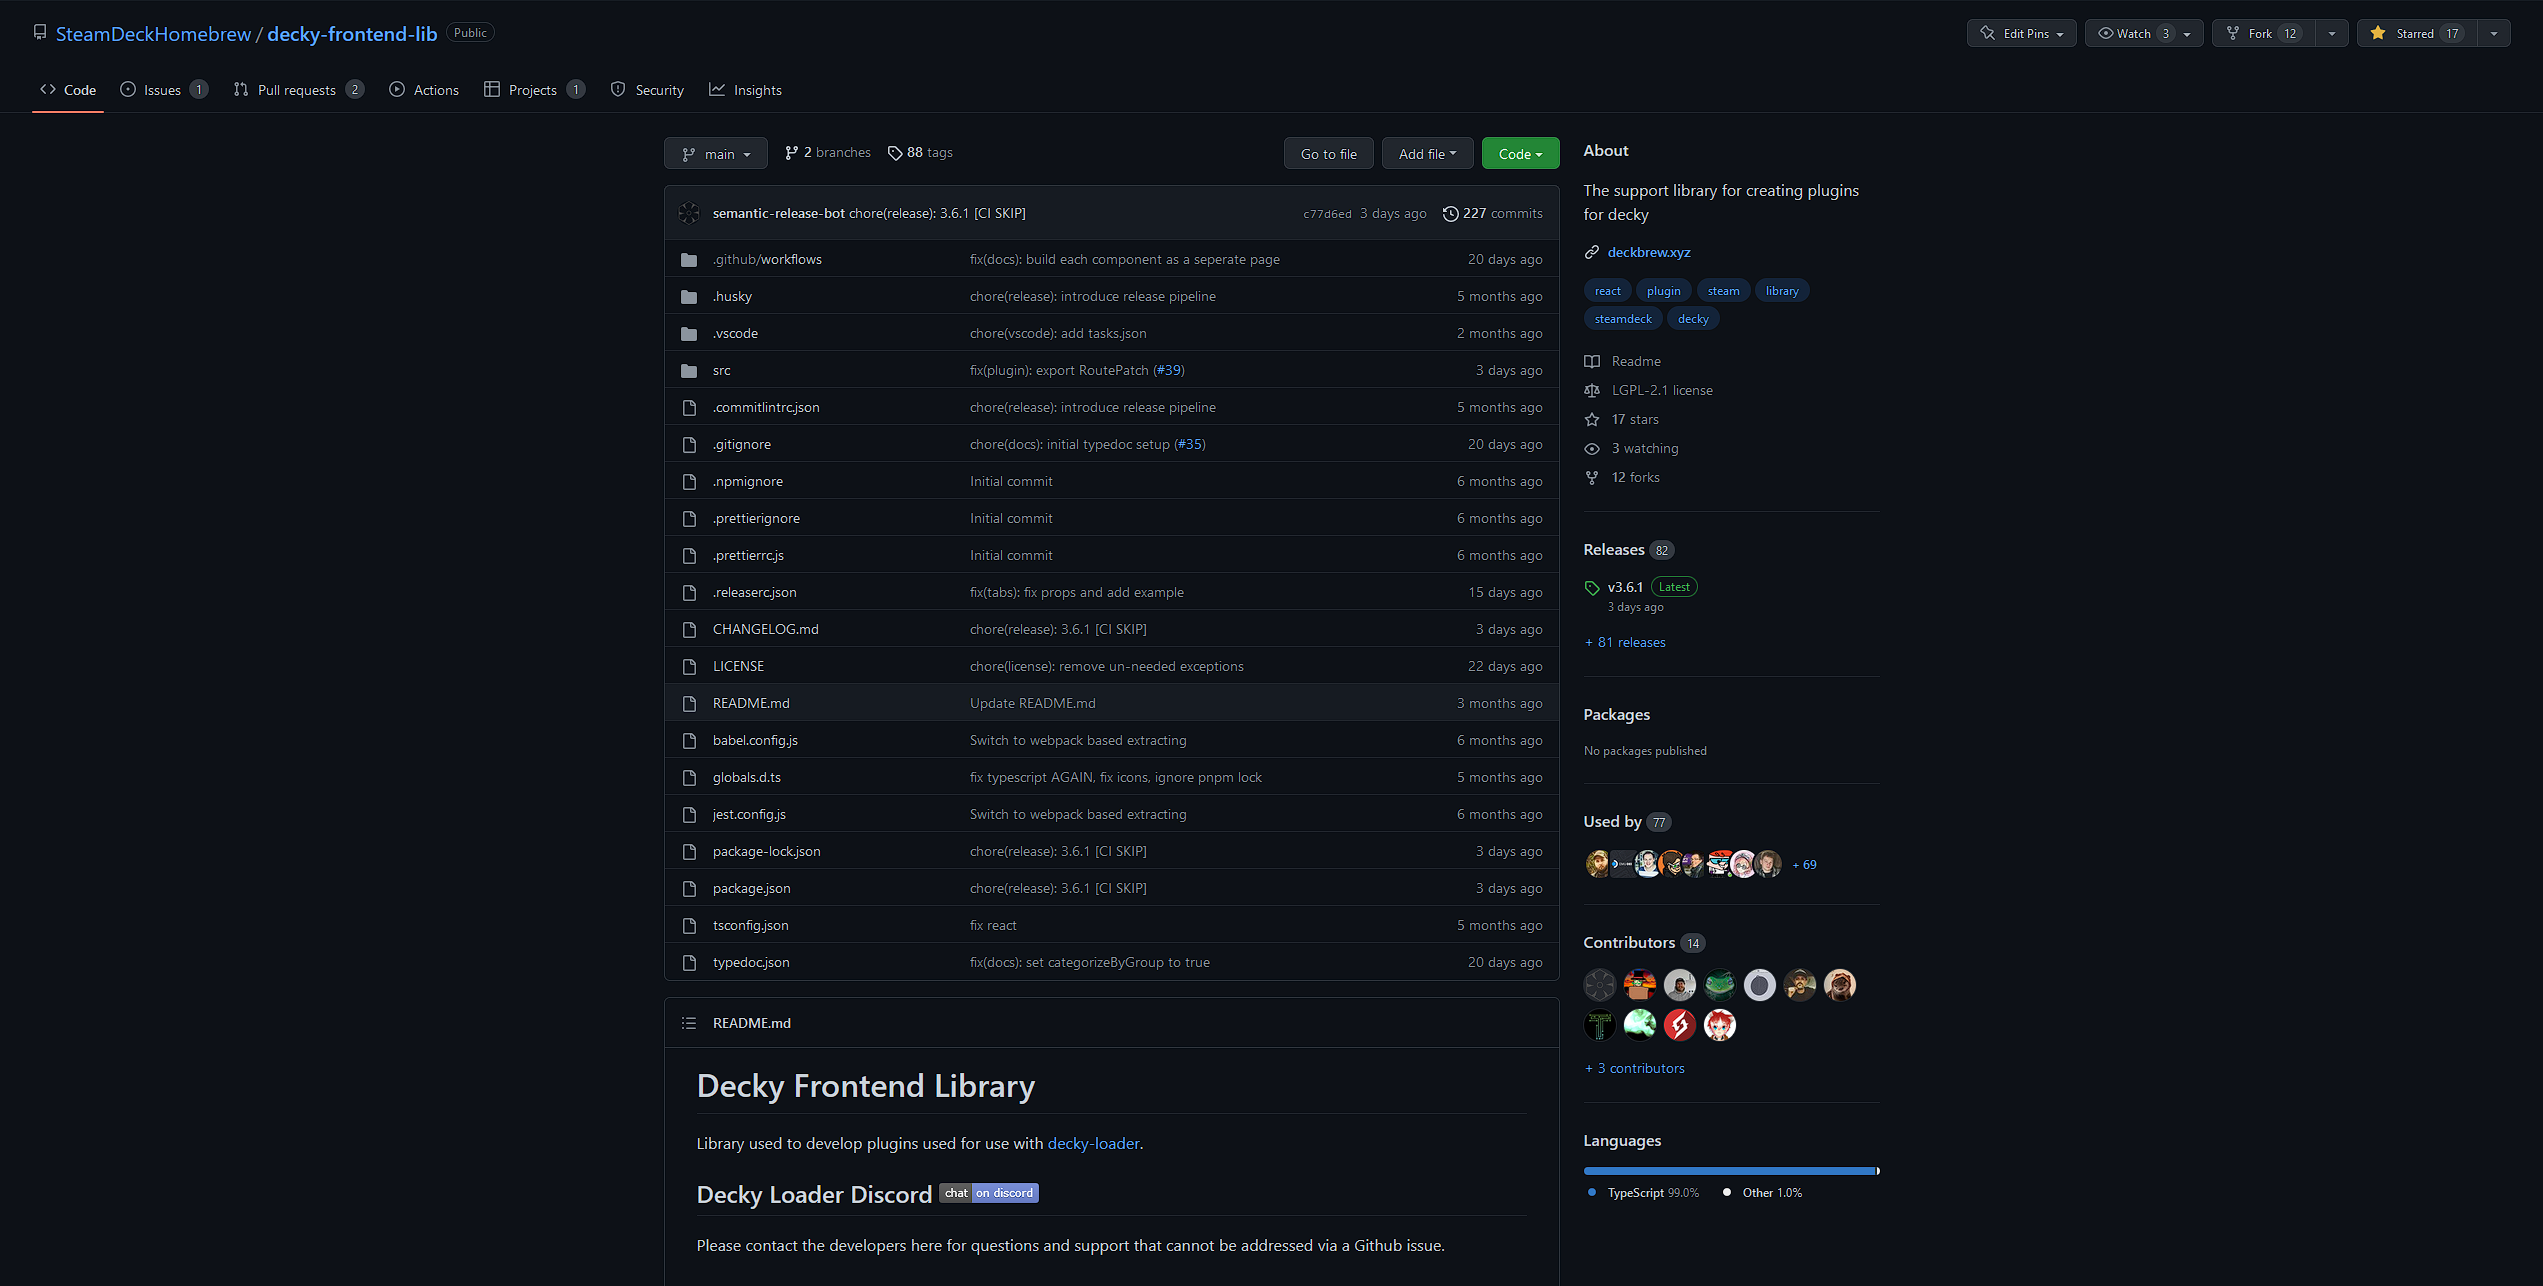 SteamDeckHomebrew / decky-frontend-lib Public
Edit Pins Watch 3 Fork 12 Starred 17
Code Issues 1 Pull requests 2 Actions Projects 1 Security Insights
main 2 branches 88 tags Go to file Add file Code
semantic-release-bot chore(release): 3.6.1 [CI SKIP] c77d6ed 3 days ago 227 commits
.github/workflows fix(docs): build each component as a seperate page 20 days ago
.husky chore(release): introduce release pipeline 5 months ago
.vscode chore(vscode): add tasks.json 2 months ago
src fix(plugin): export RoutePatch (#39) 3 days ago
.commitlintrc.json chore(release): introduce release pipeline 5 months ago
.gitignore chore(docs): initial typedoc setup (#35) 20 days ago
.npmignore Initial commit 6 months ago
.prettierignore Initial commit 6 months ago
.prettierrc.js Initial commit 6 months ago
.releaserc.json fix(tabs): fix props and add example 15 days ago
CHANGELOG.md chore(release): 3.6.1 [CI SKIP] 3 days ago
LICENSE chore(license): remove un-needed exceptions 22 days ago
README.md Update README.md 3 months ago
babel.config.js Switch to webpack based extracting 6 months ago
globals.d.ts fix typescript AGAIN, fix icons, ignore pnpm lock 5 months ago
jest.config.js Switch to webpack based extracting 6 months ago
package-lock.json chore(release): 3.6.1 [CI SKIP] 3 days ago
package.json chore(release): 3.6.1 [CI SKIP] 3 days ago
tsconfig.json fix react 5 months ago
typedoc.json fix(docs): set categorizeByGroup to true 20 days ago
README.md
Decky Frontend Library
Library used to develop plugins used for use with decky-loader.
Decky Loader Discord chat on discord
Please contact the developers here for questions and support that cannot be addressed via a Github issue.
About
The support library for creating plugins
for decky
deckbrew.xyz
react plugin steam library
steamdeck decky
Readme
LGPL-2.1 license
17 stars
3 watching
12 forks
Releases 82
v3.6.1 Latest
3 days ago
+ 81 releases
Packages
No packages published
Used by 77
+ 69
Contributors 14
+ 3 contributors
Languages
TypeScript 99.0% Other 1.0%